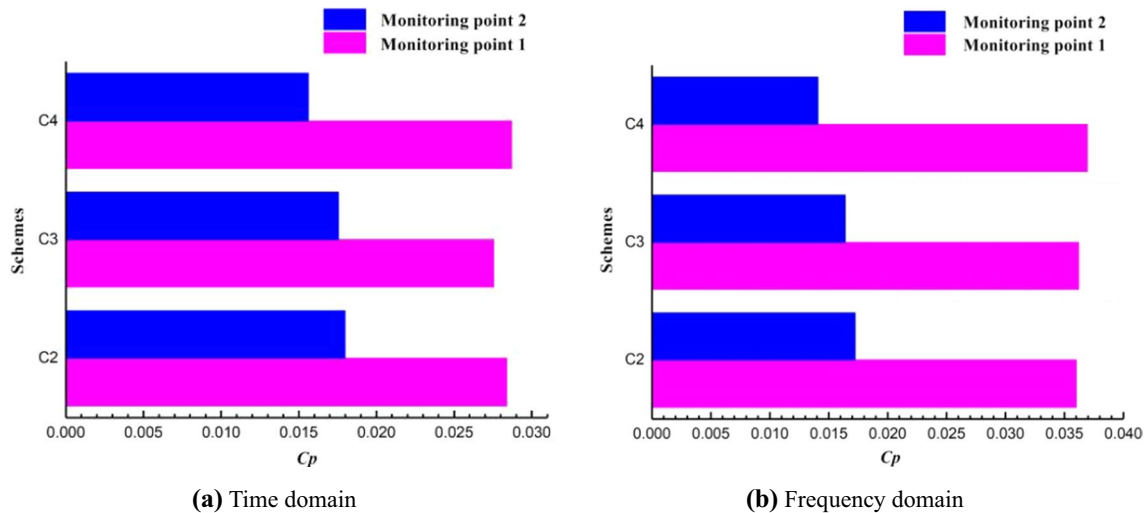 Monitoring point 2
Monitoring point 1
C4
C3
C2
Schemes
0.000 0.005 0.010 0.015 0.020 0.025 0.030
Cp
(a) Time domain
Monitoring point 2
Monitoring point 1
C4
C3
C2
Schemes
0.000 0.005 0.010 0.015 0.020 0.025 0.030 0.035 0.040
Cp
(b) Frequency domain